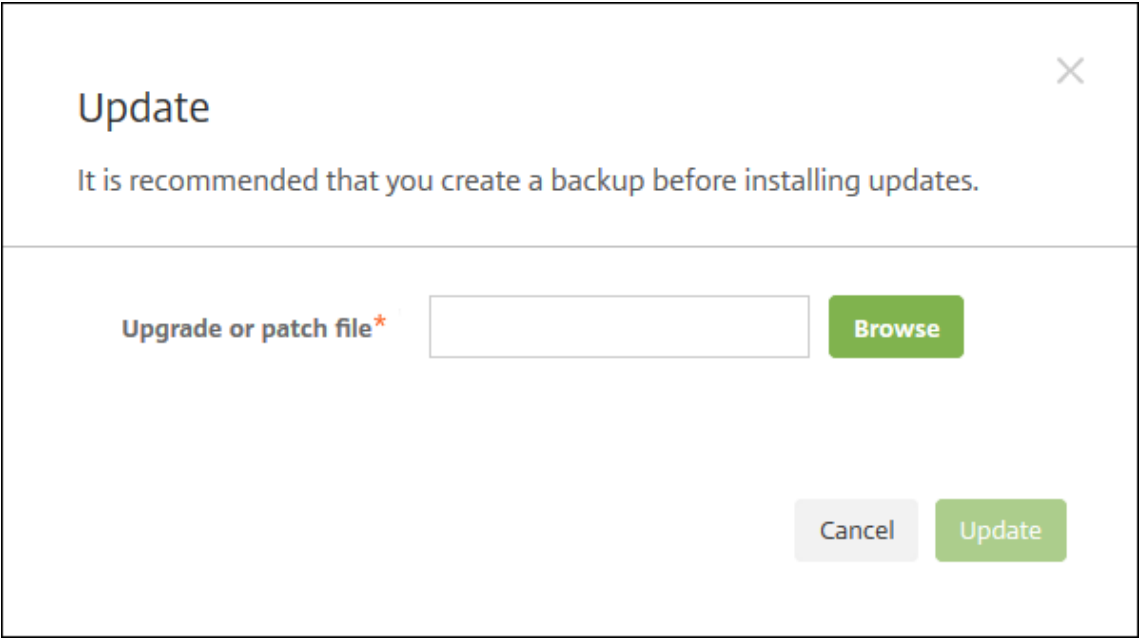 Update
It is recommended that you create a backup before installing updates.
Upgrade or patch file* Browse
Cancel Update